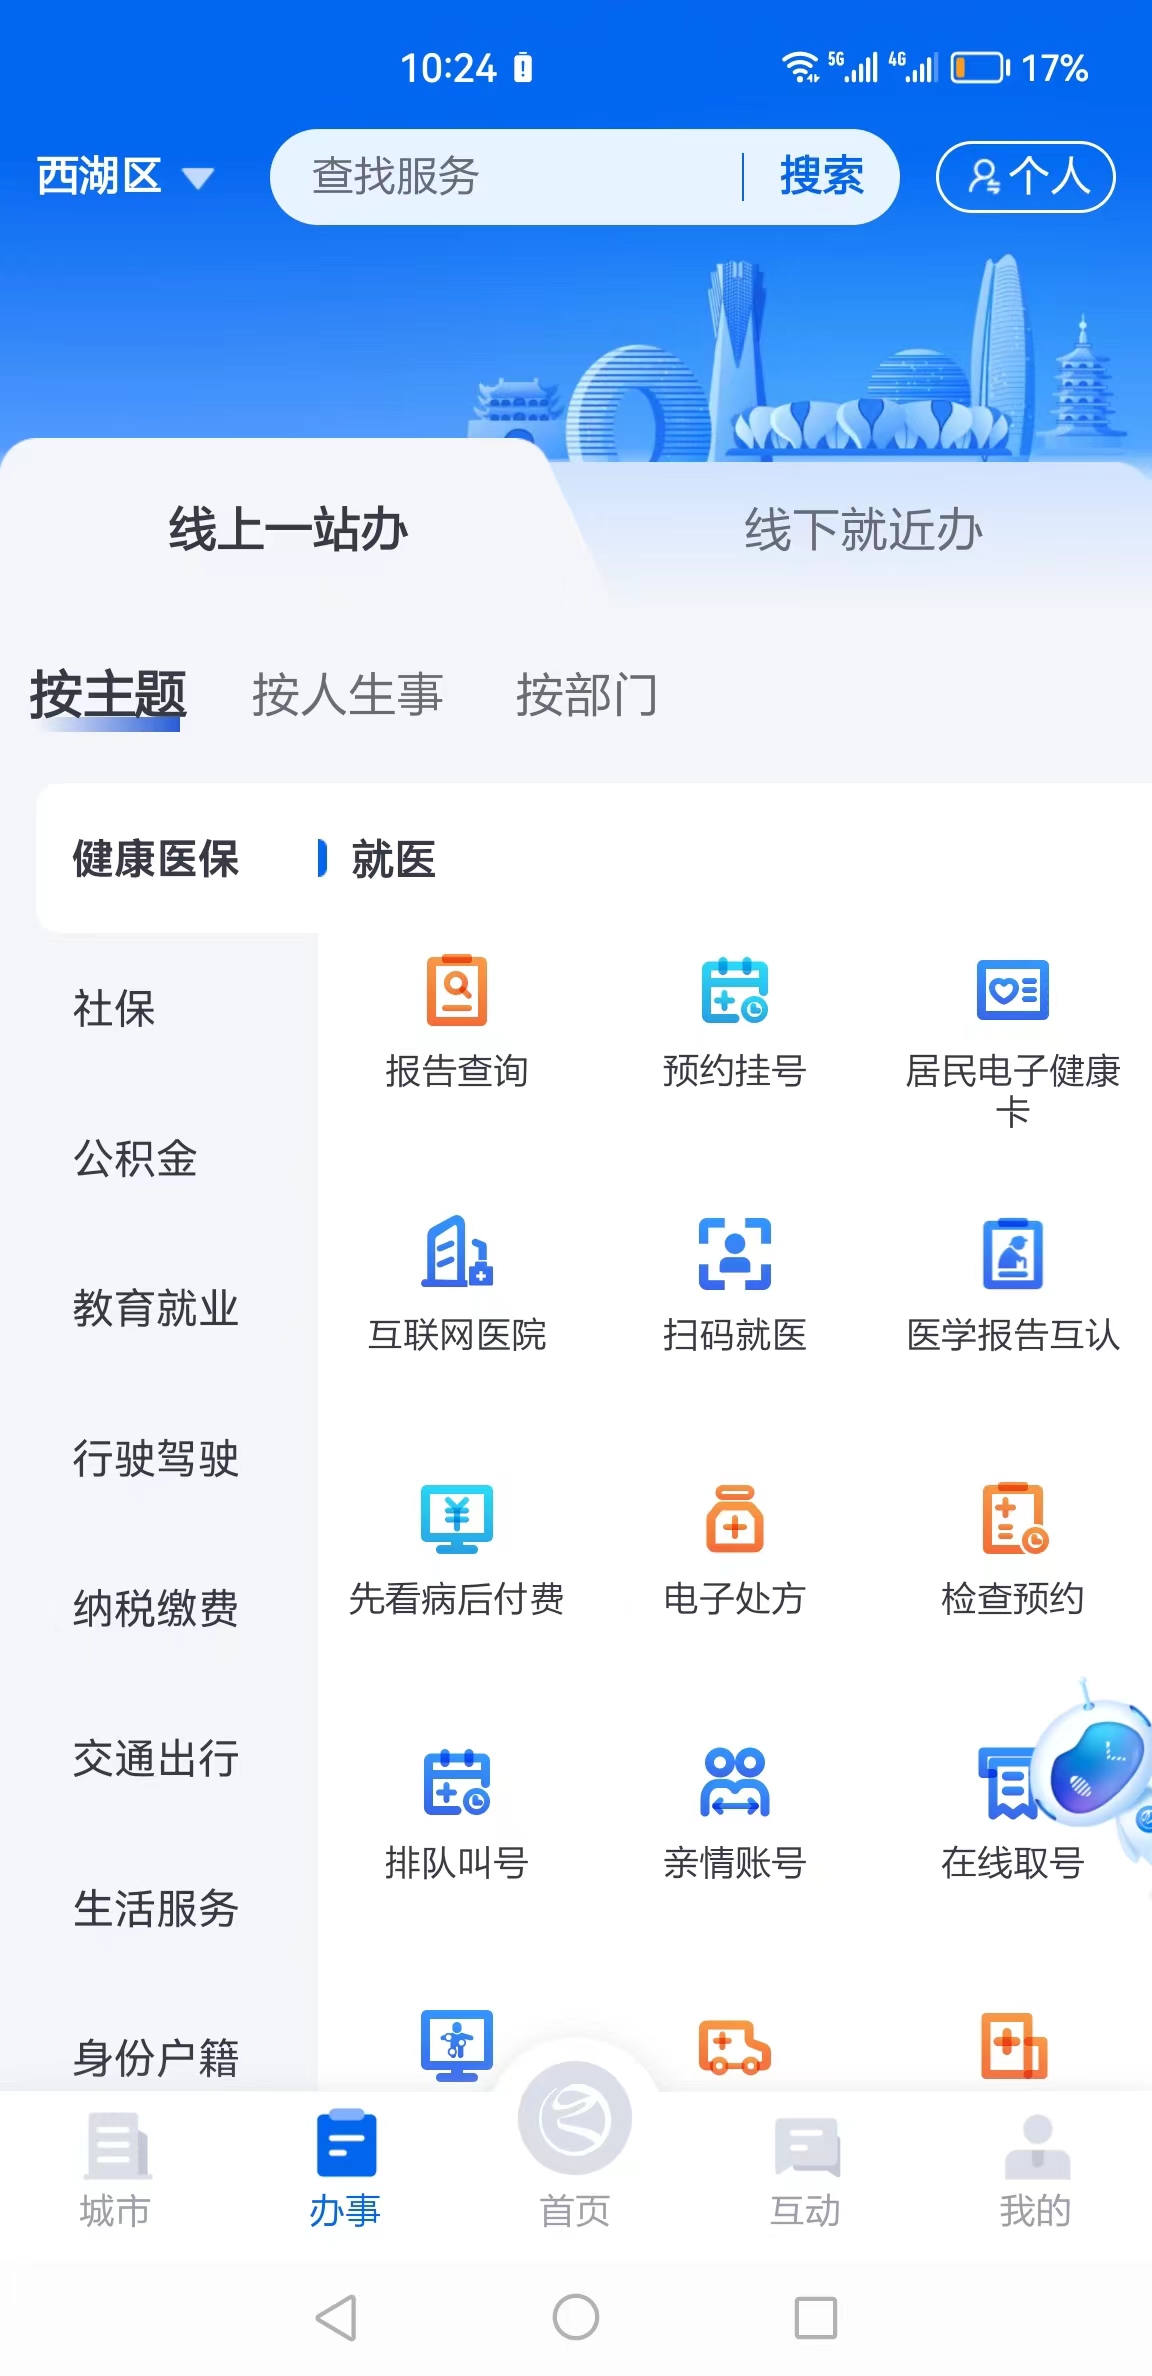 10:24
5G
4G
17%
西湖区
查找服务
搜索
个人
线上一站办
线下就近办
按主题
按人生事
按部门
健康医保
社保
公积金
教育就业
行驶驾驶
纳税缴费
交通出行
生活服务
身份户籍
就医
报告查询
预约挂号
居民电子健康
卡
互联网医院
扫码就医
医学报告互认
先看病后付费
电子处方
检查预约
排队叫号
亲情账号
在线取号
城市
办事
首页
互动
我的